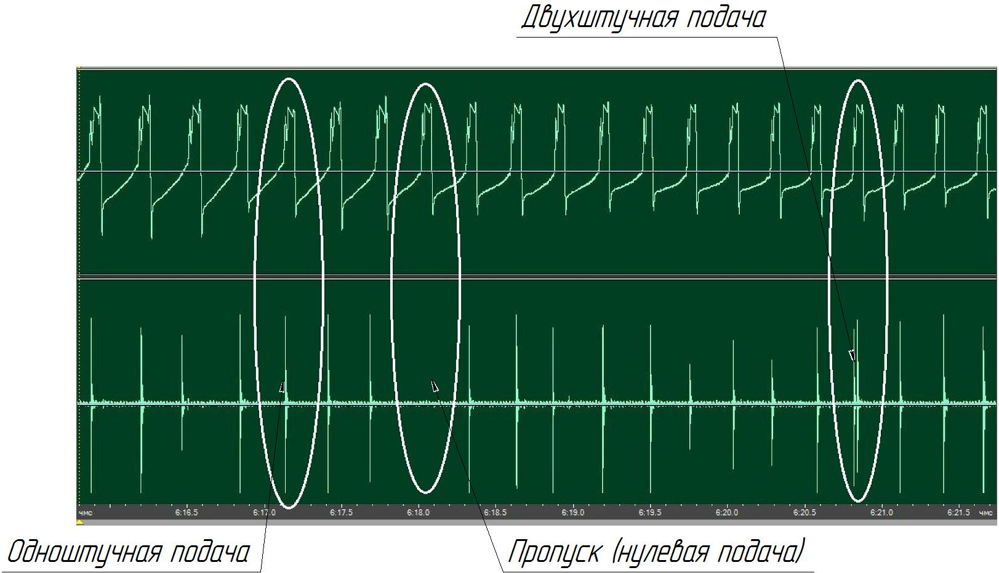 Двухштучная подача
чмс 6:16.5 6:17.0 6:17.5 6:18.0 6:18.5 6:19.0 6:19.5 6:20.0 6:20.5 6:21.0 6:21.5 чмс
Одноштучная подача
Пропуск (нулевая подача)